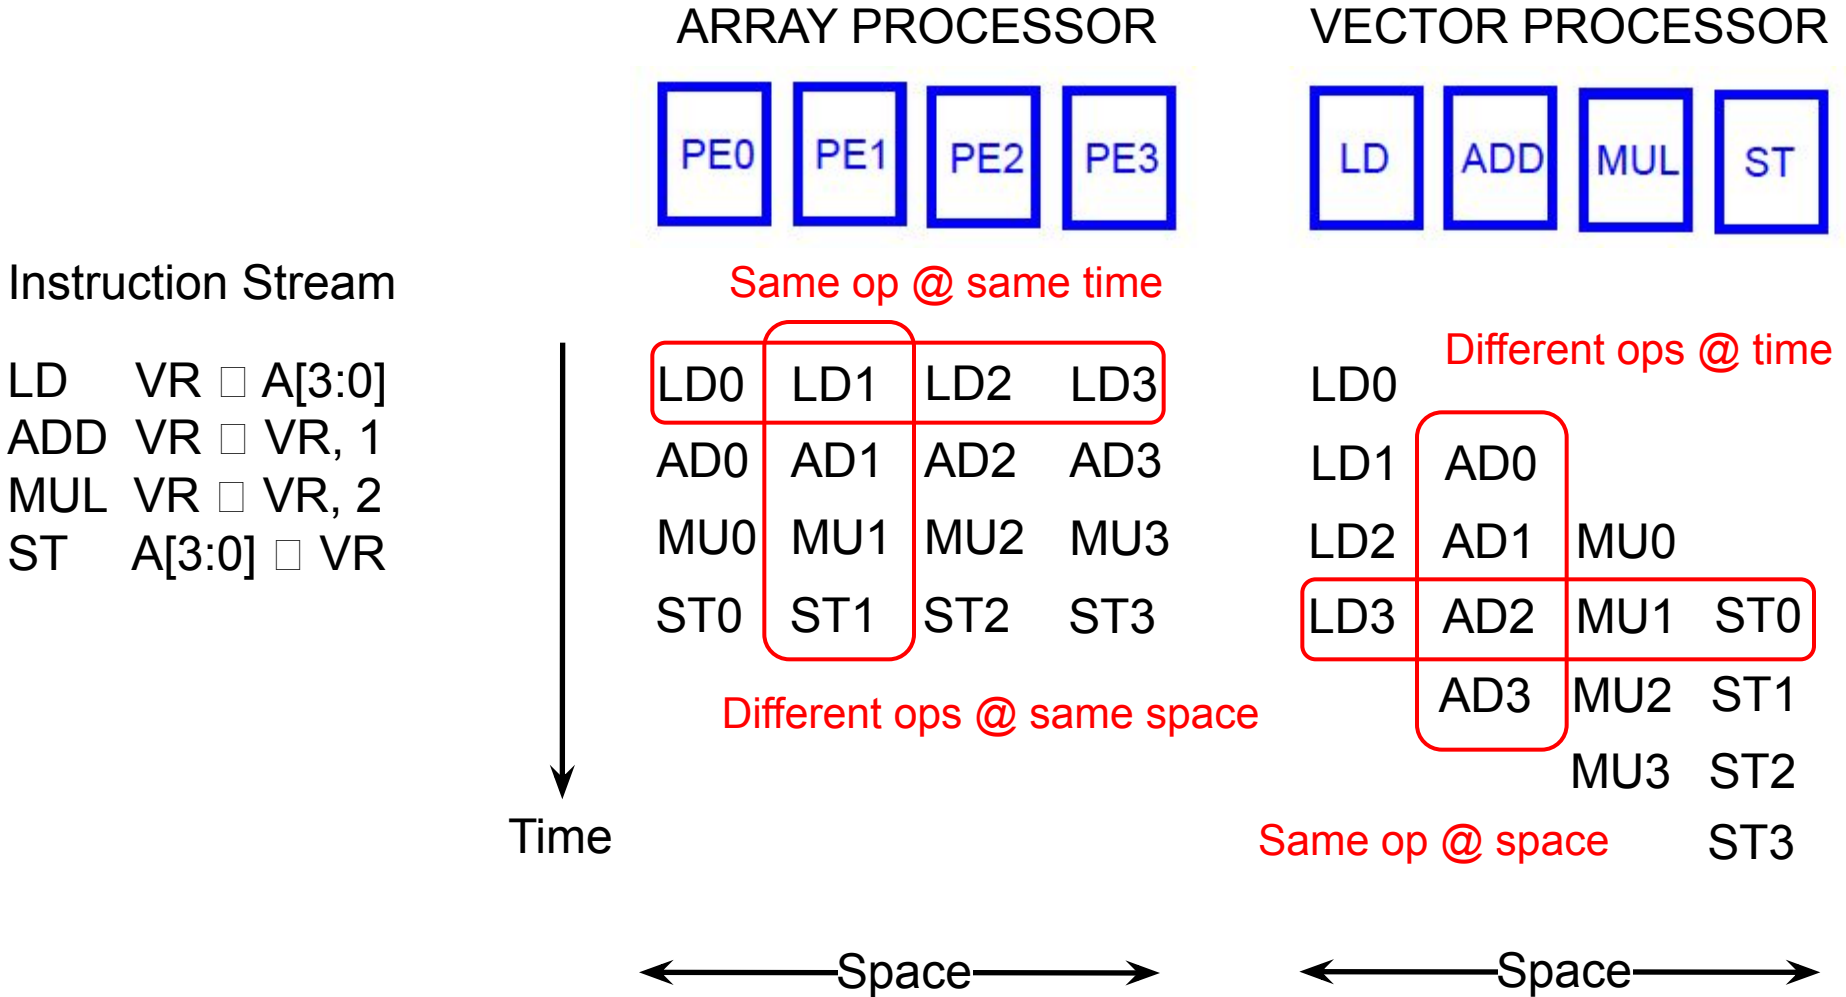 ARRAY PROCESSOR
VECTOR PROCESSOR
PE0 PE1 PE2 PE3
LD ADD MUL ST
Instruction Stream
LD VR □ A[3:0]
ADD VR □ VR, 1
MUL VR □ VR, 2
ST A[3:0] □ VR
Time
Same op @ same time
LD0 LD1 LD2 LD3
AD0 AD1 AD2 AD3
MU0 MU1 MU2 MU3
ST0 ST1 ST2 ST3
Different ops @ same space
Space
Different ops @ time
LD0
LD1 AD0
LD2 AD1 MU0
LD3 AD2 MU1 ST0
AD3 MU2 ST1
MU3 ST2
ST3
Same op @ space
Space